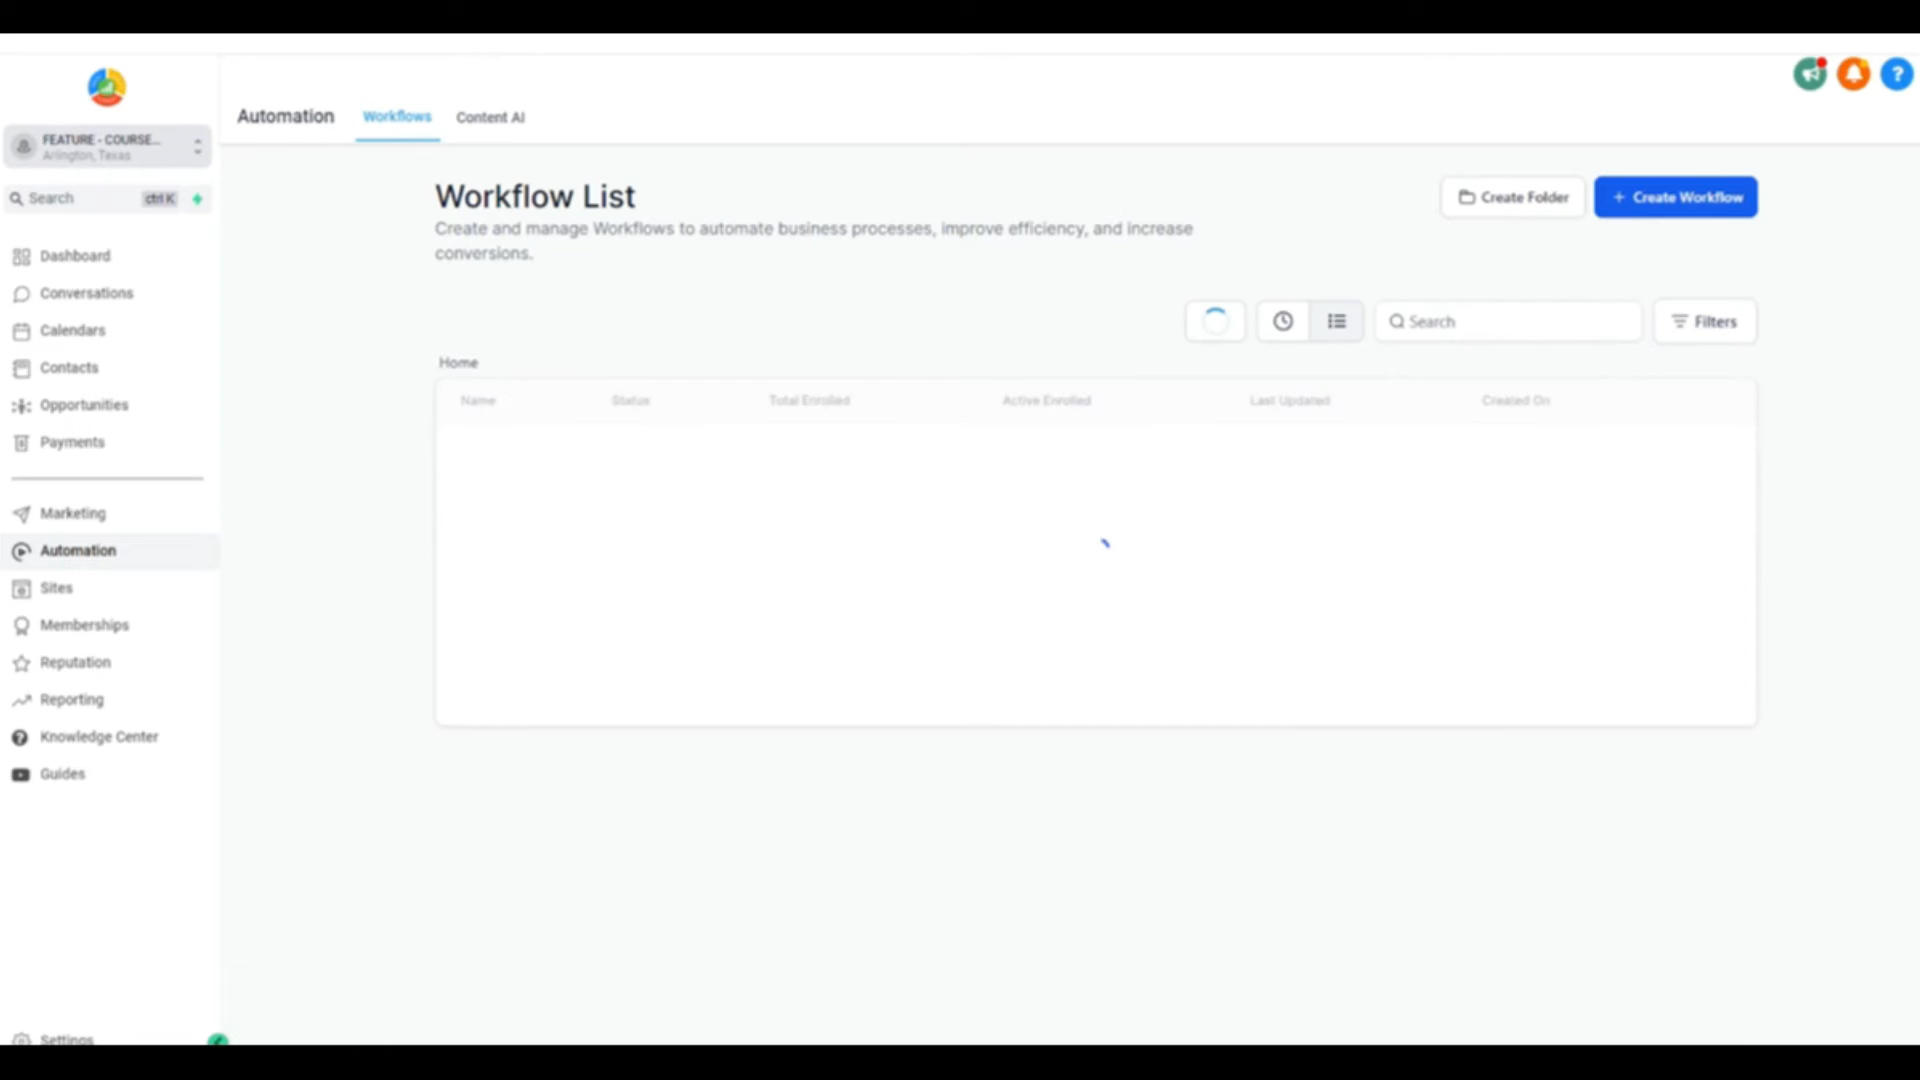 FEATURE - COURSE...
Arlington, Texas
Search
ctrl K
Dashboard
Conversations
Calendars
Contacts
Opportunities
Payments
Marketing
Automation
Sites
Memberships
Reputation
Reporting
Knowledge Center
Guides
Settings
Automation
Workflows
Content AI
?
Workflow List
Create and manage Workflows to automate business processes, improve efficiency, and increase
conversions.
Create Folder
+ Create Workflow
Search
Filters
Home
Name
Status
Total Enrolled
Active Enrolled
Last Updated
Created On